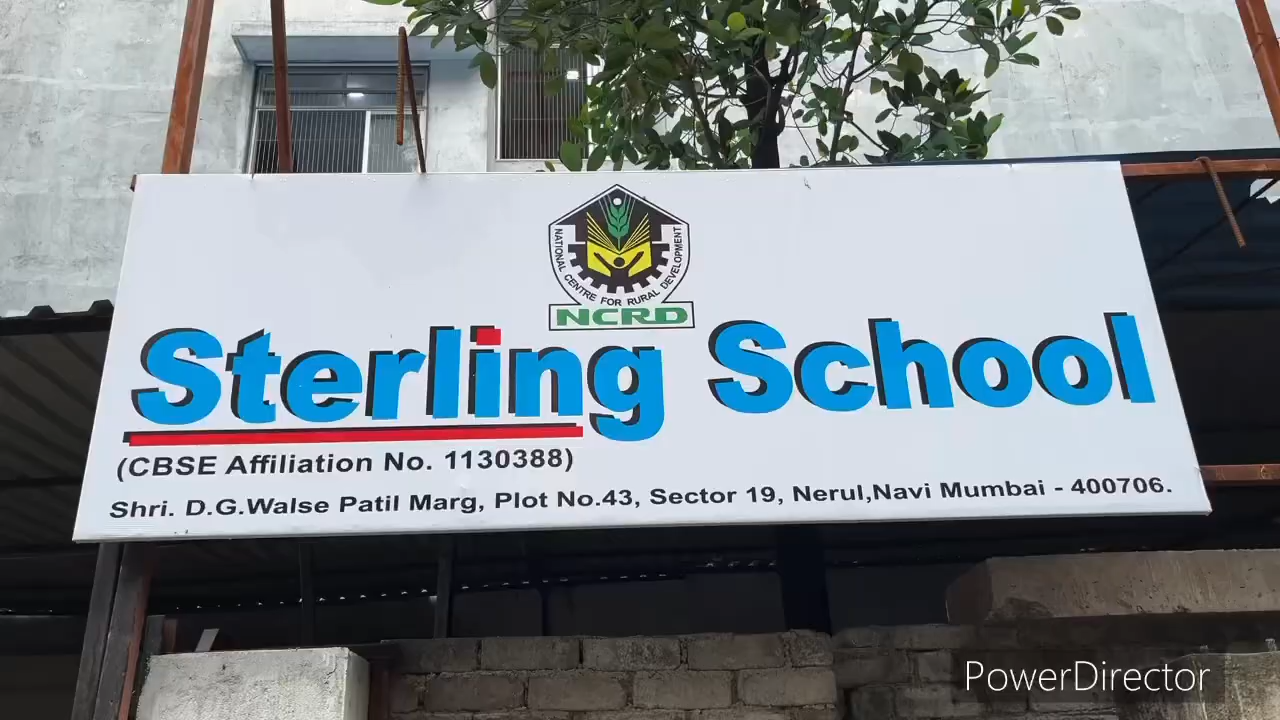 NATIONAL CENTRE FOR RURAL DEVELOPMENT
NCRD
Sterling School
(CBSE Affiliation No. 1130388)
Shri. D.G.Walse Patil Marg, Plot No.43, Sector 19, Nerul,Navi Mumbai - 400706.
PowerDirector